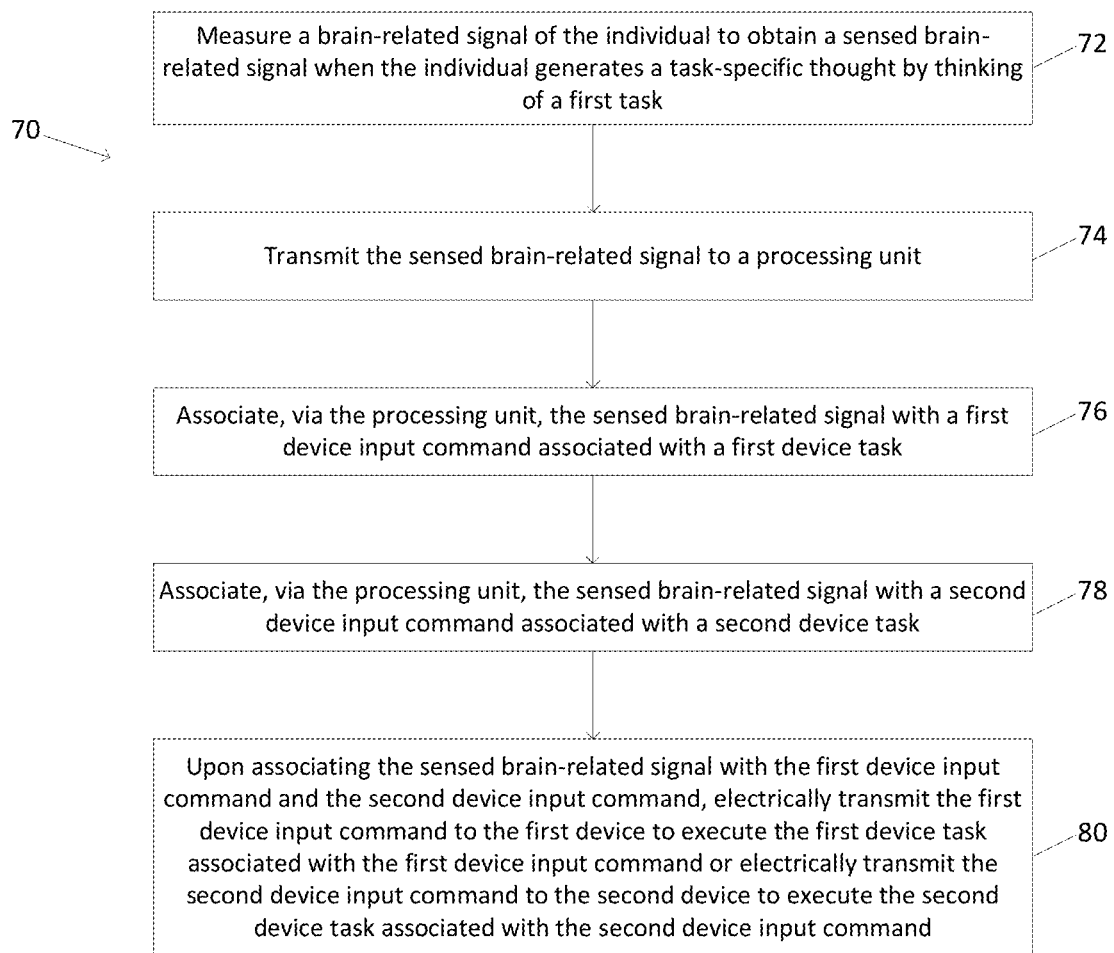 Measure a brain-related signal of the individual to obtain a sensed brain-
related signal when the individual generates a task-specific thought by thinking
of a first task
72
70
Transmit the sensed brain-related signal to a processing unit
74
Associate, via the processing unit, the sensed brain-related signal with a first
device input command associated with a first device task
76
Associate, via the processing unit, the sensed brain-related signal with a second
device input command associated with a second device task
78
Upon associating the sensed brain-related signal with the first device input
command and the second device input command, electrically transmit the first
device input command to the first device to execute the first device task
associated with the first device input command or electrically transmit the
second device input command to the second device to execute the second
device task associated with the second device input command
80